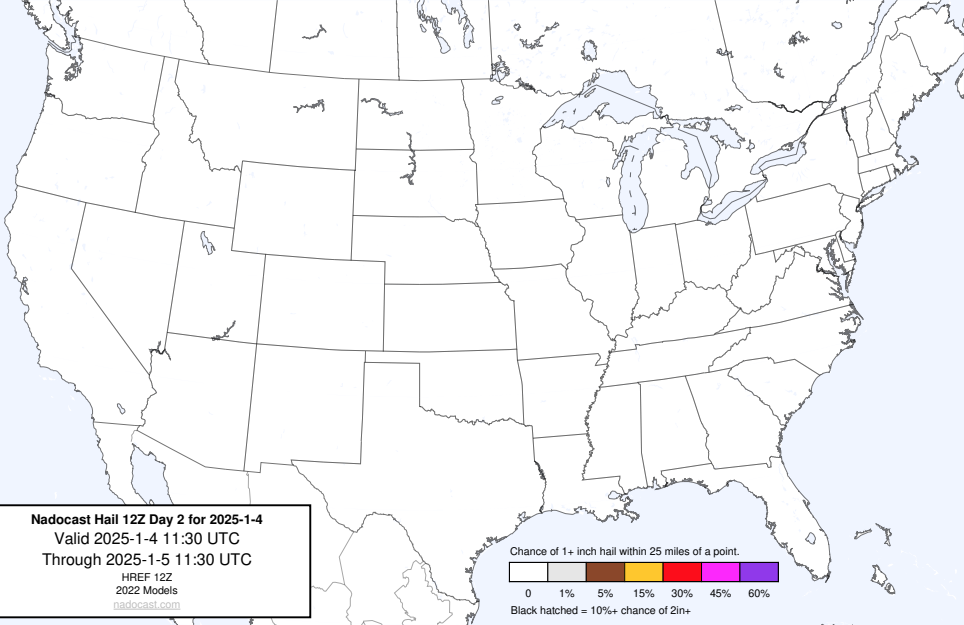 Nadocast Hail 12Z Day 2 for 2025-1-4
Valid 2025-1-4 11:30 UTC
Through 2025-1-5 11:30 UTC
HREF 12Z
2022 Models
nadocast.com
Chance of 1+ inch hail within 25 miles of a point.
0 1% 5% 15% 30% 45% 60%
Black hatched = 10%+ chance of 2in+